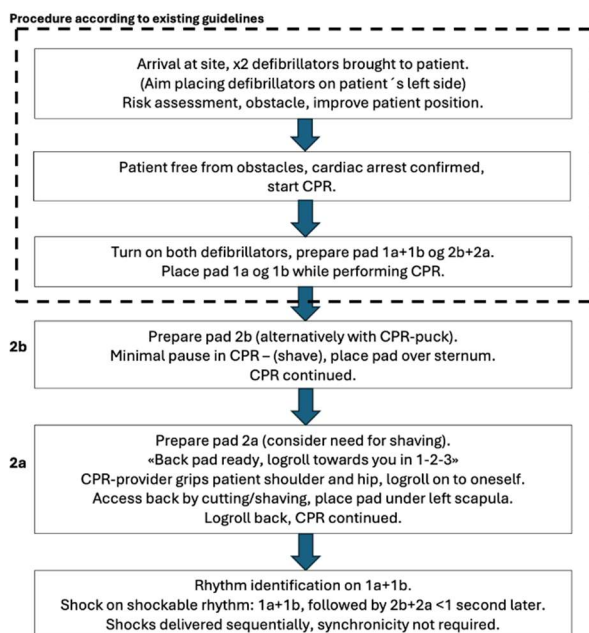 Procedure according to existing guidelines
Arrival at site, x2 defibrillators brought to patient.
(Aim placing defibrillators on patient´s left side)
Risk assessment, obstacle, improve patient position.
Patient free from obstacles, cardiac arrest confirmed,
start CPR.
Turn on both defibrillators, prepare pad 1a+1b og 2b+2a.
Place pad 1a og 1b while performing CPR.
2b
Prepare pad 2b (alternatively with CPR-puck).
Minimal pause in CPR – (shave), place pad over sternum.
CPR continued.
2a
Prepare pad 2a (consider need for shaving).
«Back pad ready, logroll towards you in 1-2-3»
CPR-provider grips patient shoulder and hip, logroll on to oneself.
Access back by cutting/shaving, place pad under left scapula.
Logroll back, CPR continued.
Rhythm identification on 1a+1b.
Shock on shockable rhythm: 1a+1b, followed by 2b+2a <1 second later.
Shocks delivered sequentially, synchronicity not required.